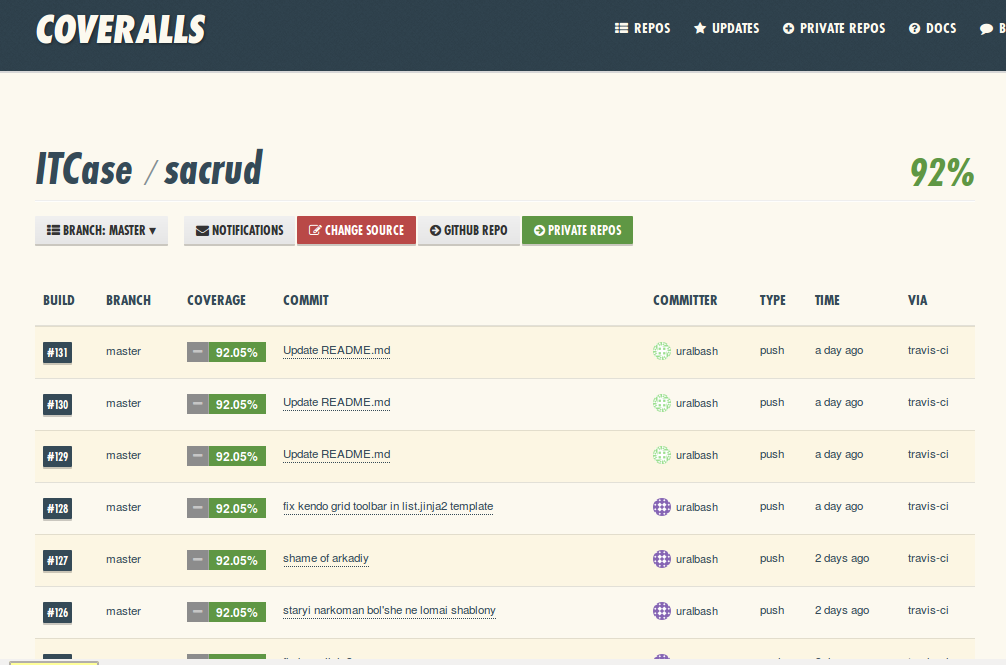 COVERALLS
REPOS UPDATES PRIVATE REPOS DOCS B
ITCase / sacrud 92%
BRANCH: MASTER ▾ NOTIFICATIONS CHANGE SOURCE GITHUB REPO PRIVATE REPOS
BUILD BRANCH COVERAGE COMMIT COMMITTER TYPE TIME VIA
#131 master 92.05% Update README.md uralbash push a day ago travis-ci
#130 master 92.05% Update README.md uralbash push a day ago travis-ci
#129 master 92.05% Update README.md uralbash push a day ago travis-ci
#128 master 92.05% fix kendo grid toolbar in list.jinja2 template uralbash push a day ago travis-ci
#127 master 92.05% shame of arkadiy uralbash push 2 days ago travis-ci
#126 master 92.05% staryi narkoman bol'she ne lomai shablony uralbash push 2 days ago travis-ci